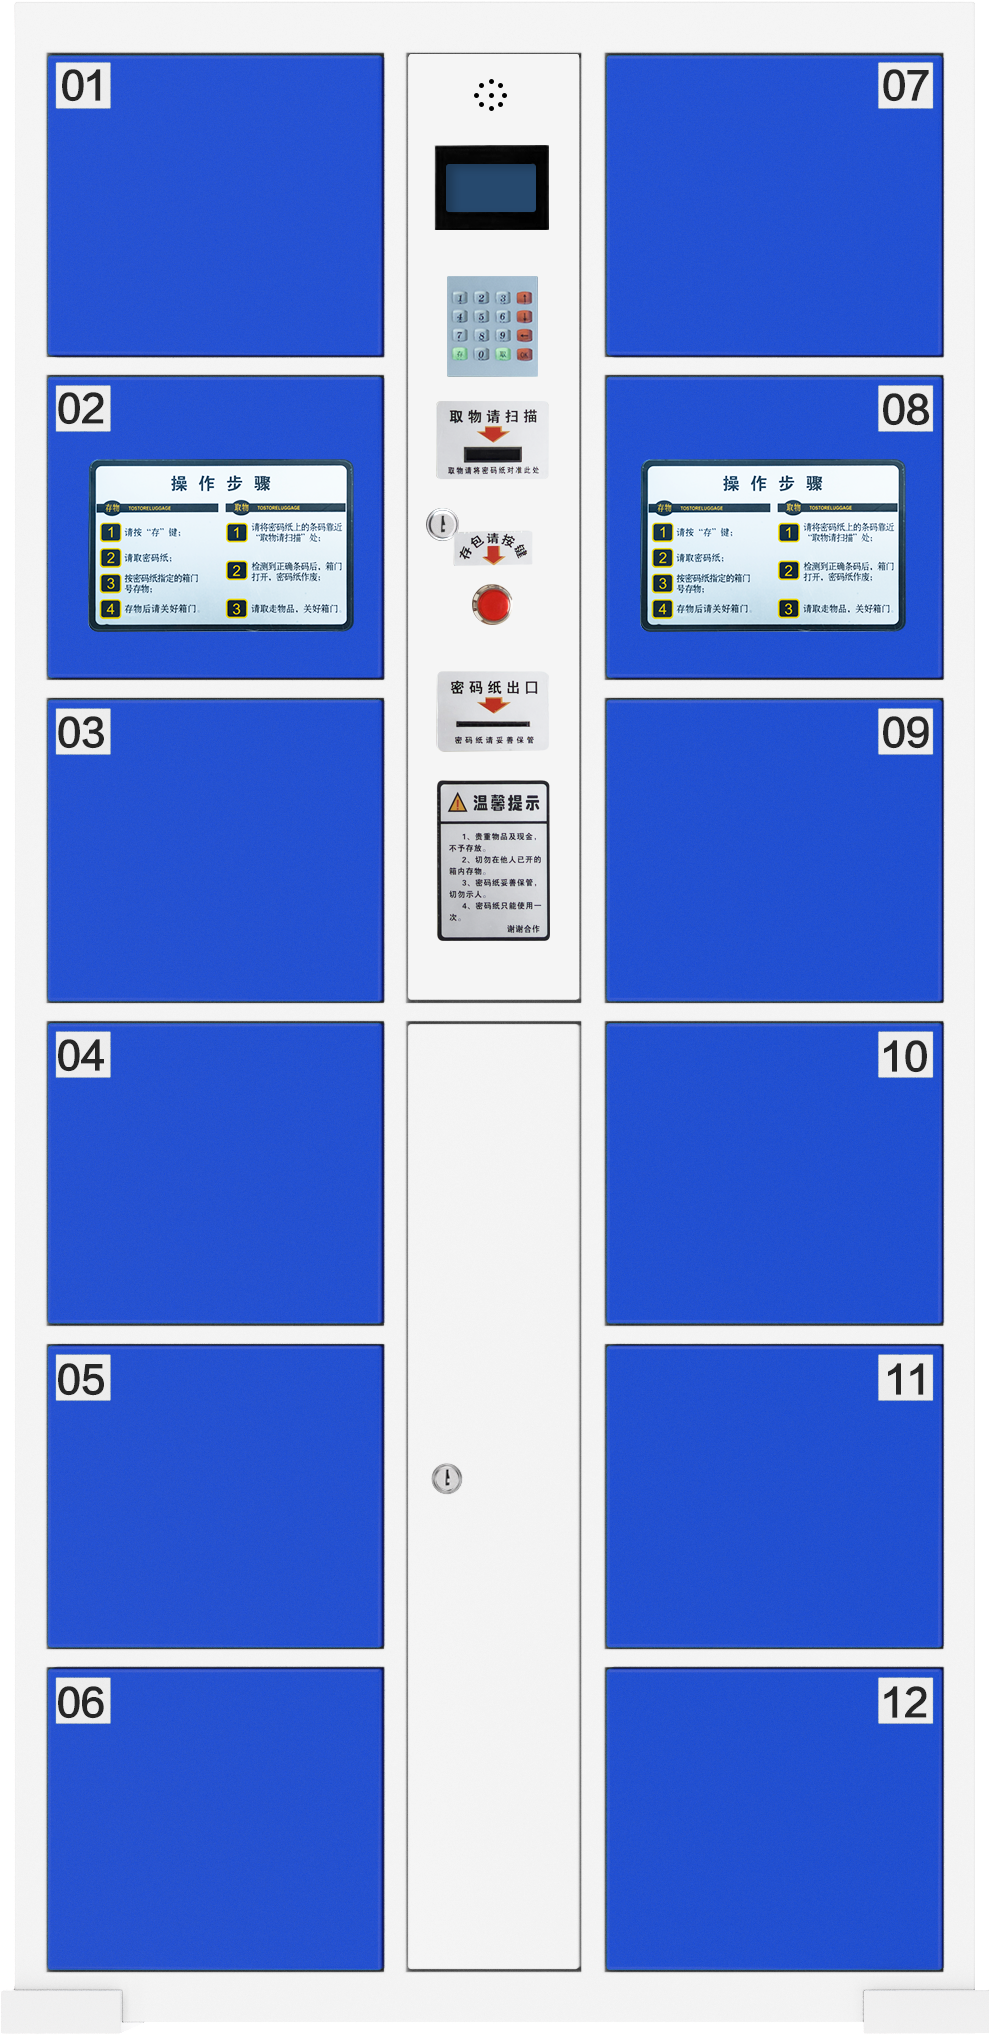 01
07
1 2 3 ↑
4 5 6 ↓
7 8 9 ←
存 0 取 OK
取物请扫描
取物请将密码纸对准此处
02
操作步骤
存物 TOSTORELUGGAGE
1 请按“存”键；
2 请取密码纸；
3 按密码纸指定的箱门
号存物；
4 存物后请关好箱门.
取物 TOSTORELUGGAGE
1 请将密码纸上的条码靠近
“取物请扫描”处；
2 检测到正确条码后，箱门
打开，密码纸作废；
3 请取走物品，关好箱门.
存包请按键
08
操作步骤
存物 TOSTORELUGGAGE
1 请按“存”键；
2 请取密码纸；
3 按密码纸指定的箱门
号存物；
4 存物后请关好箱门.
取物 TOSTORELUGGAGE
1 请将密码纸上的条码靠近
“取物请扫描”处；
2 检测到正确条码后，箱门
打开，密码纸作废；
3 请取走物品，关好箱门.
密码纸出口
密码纸请妥善保管
03
09
温馨提示
1、贵重物品及现金，
不予存放。
2、切勿在他人已开的
箱内存物。
3、密码纸妥善保管，
切勿示人。
4、密码纸只能使用一
次。
谢谢合作
04
10
05
11
06
12